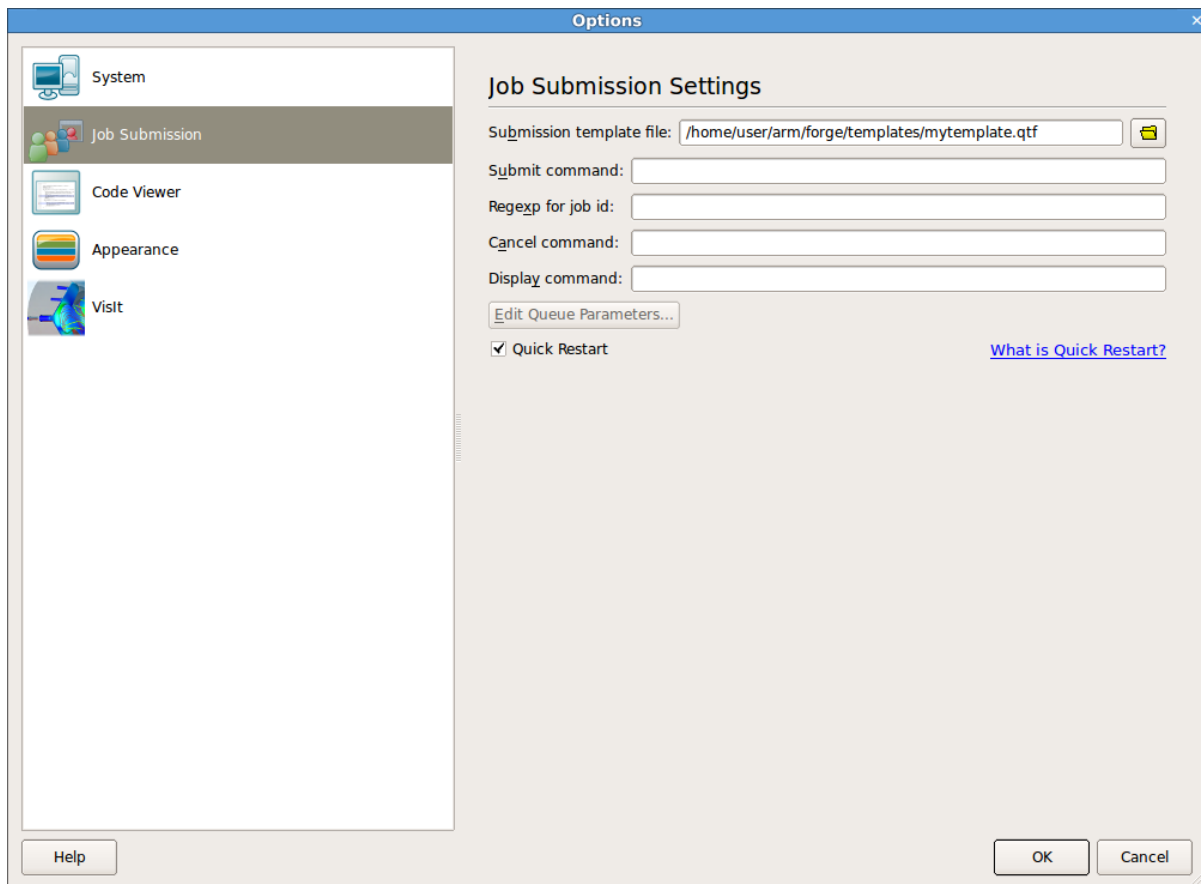 Options
System
Job Submission
Code Viewer
Appearance
VisIt
Job Submission Settings
Submission template file: /home/user/arm/forge/templates/mytemplate.qtf
Submit command:
Regexp for job id:
Cancel command:
Display command:
Edit Queue Parameters...
Quick Restart What is Quick Restart?
Help OK Cancel